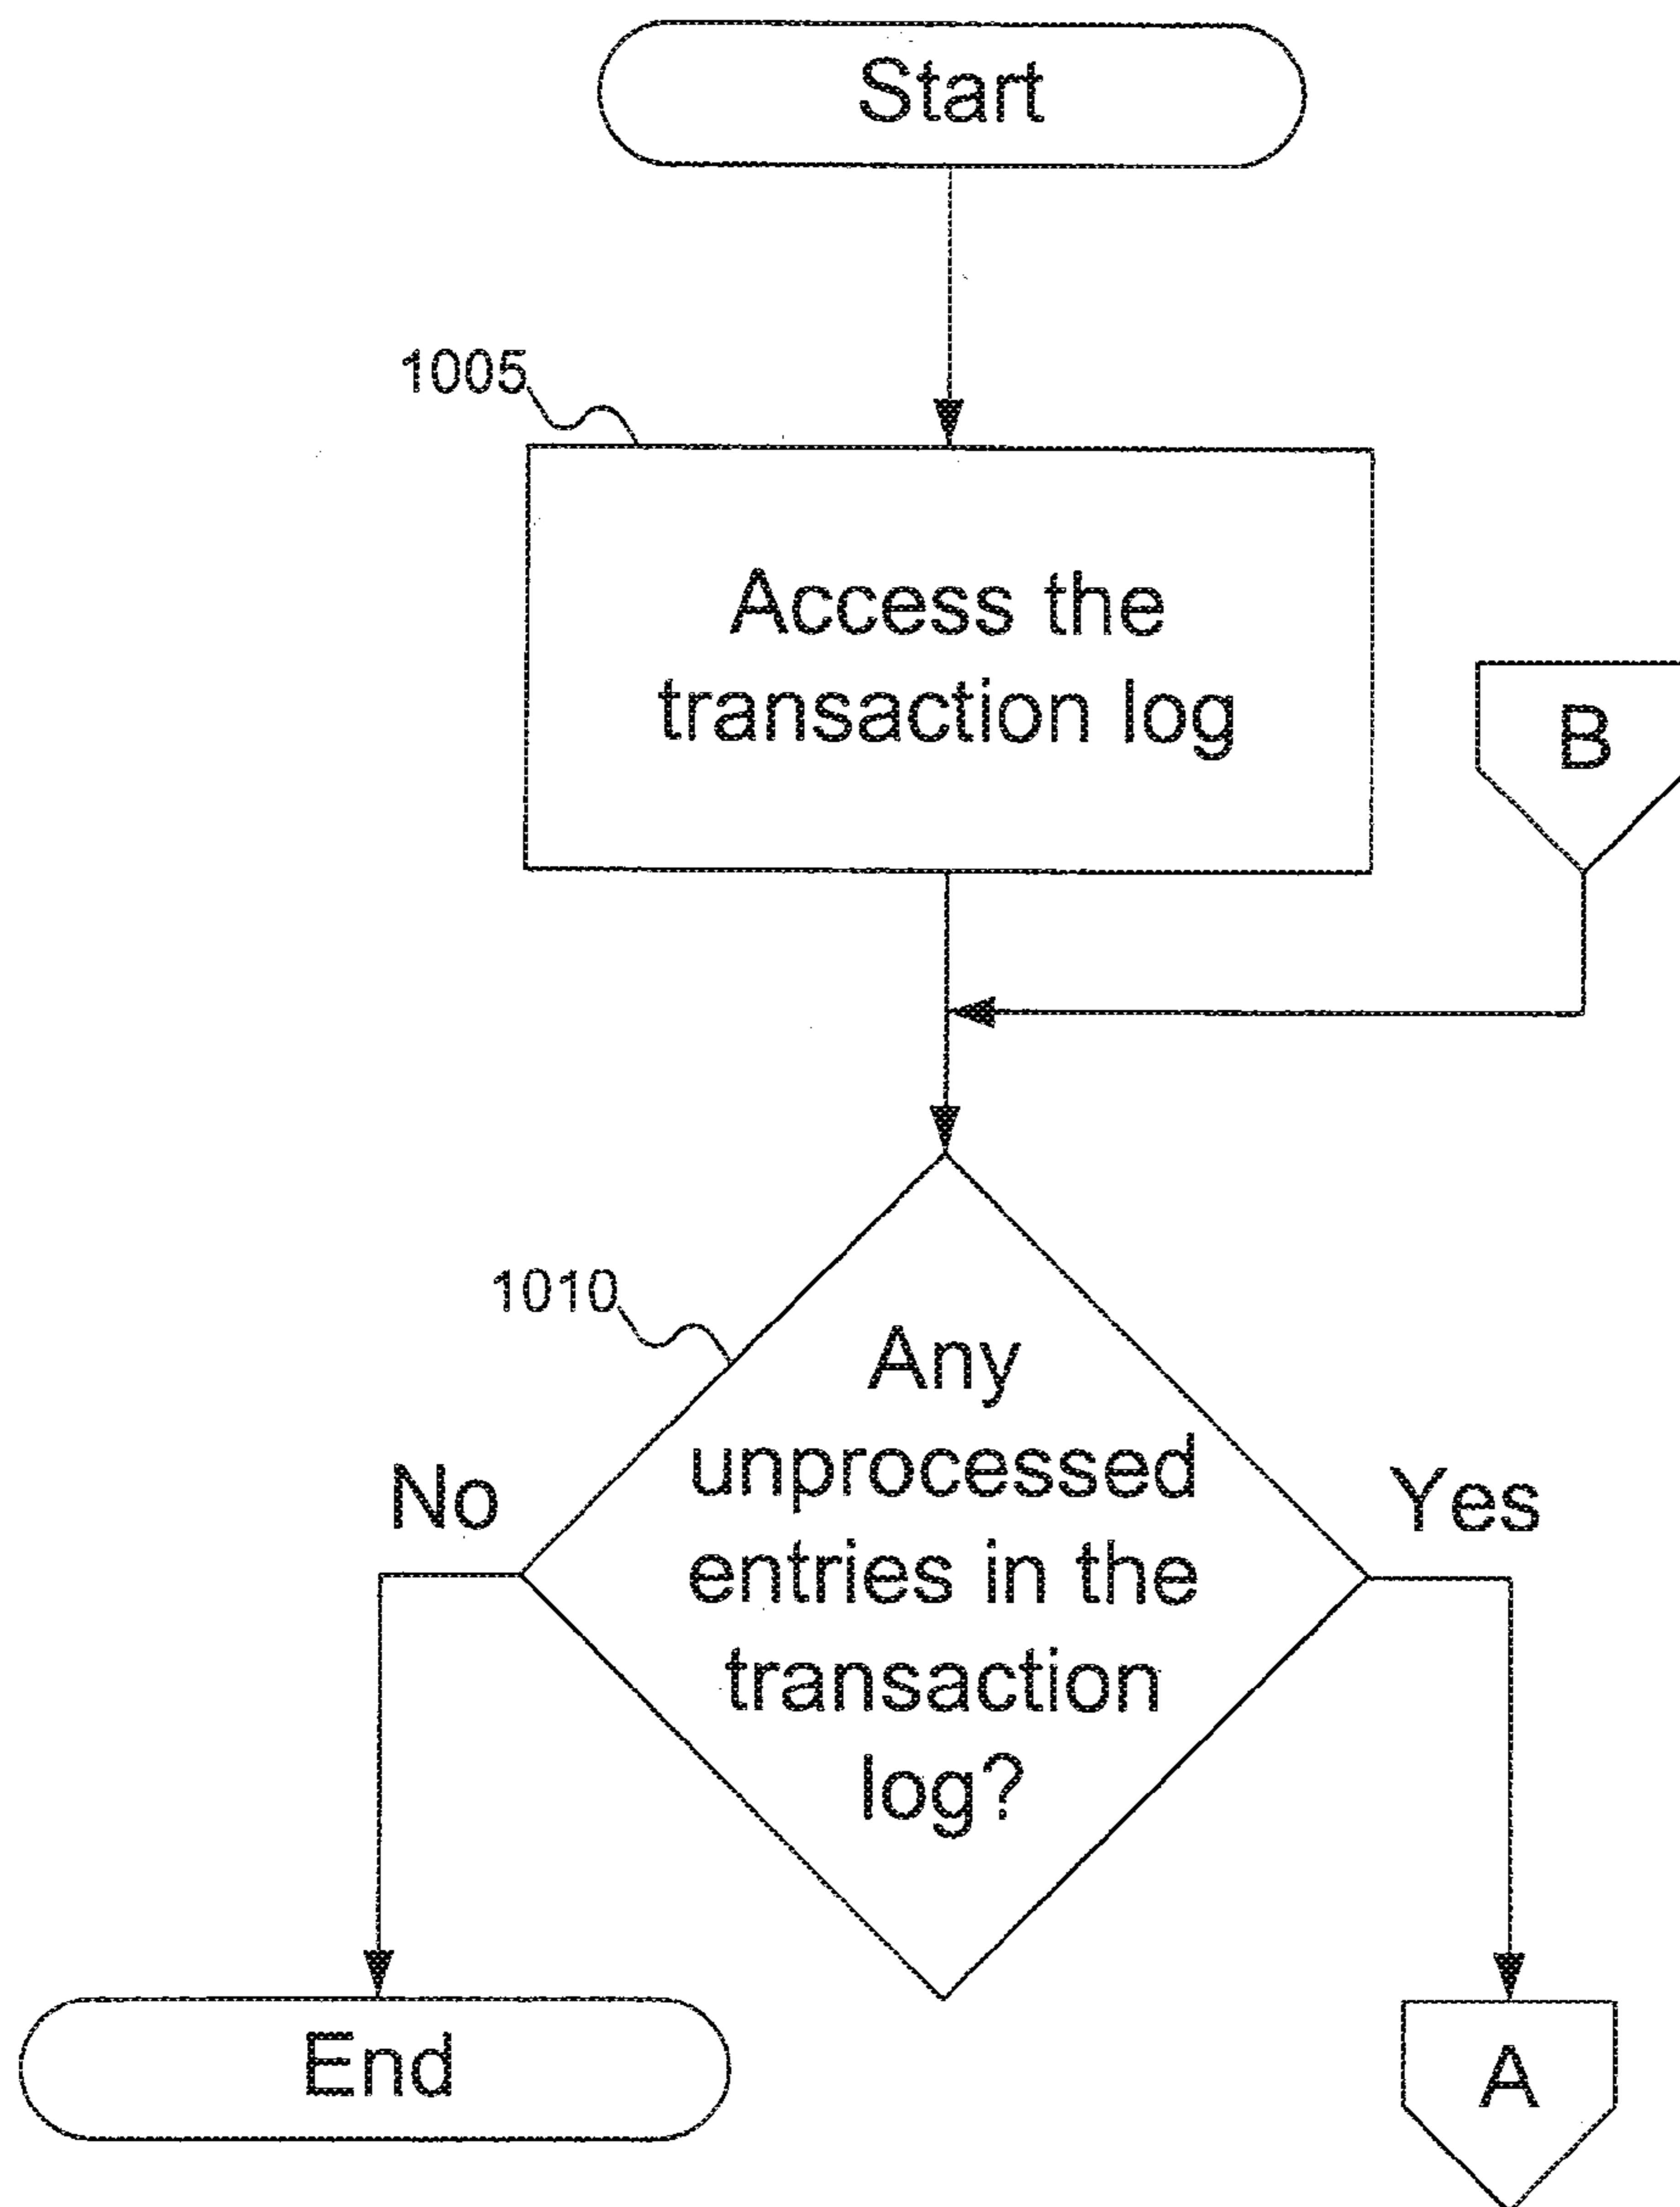 Start
1005
Access the
transaction log
B
1010
Any
unprocessed
entries in the
transaction
log?
No
Yes
End
A